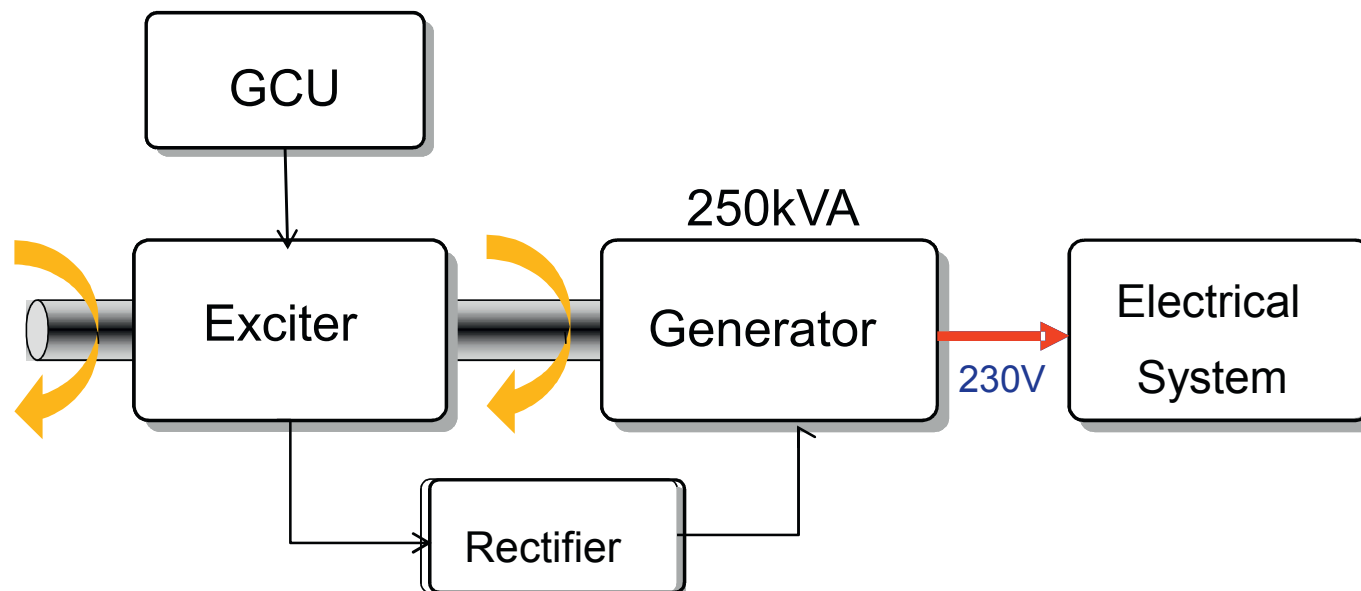 GCU
250kVA
Exciter
Generator
230V
Electrical
System
Rectifier